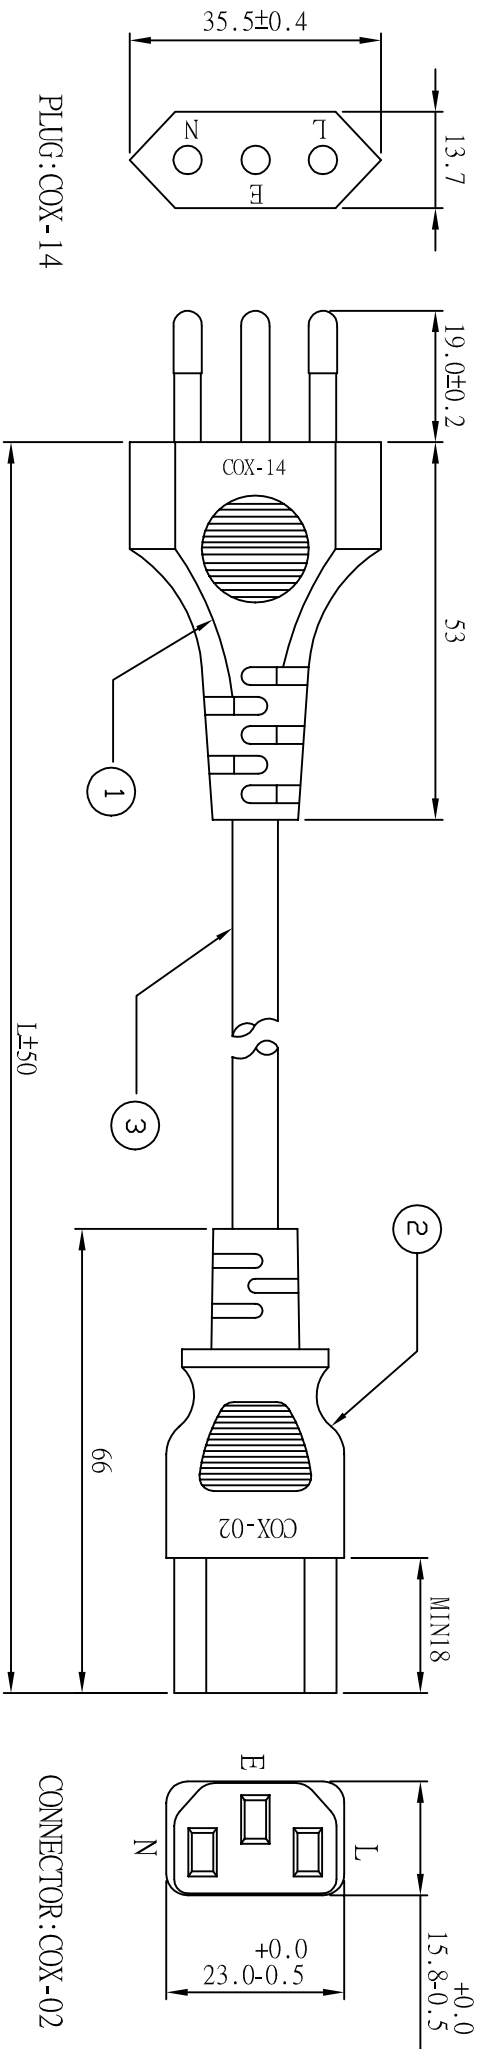 35.5±0.4
13.7
N
L
E
PLUG:COX-14
19.0±0.2
COX-14
53
1
3
L±50
2
66
COX-02
MIN18
E
N
L
+0.0
15.8-0.5
+0.0
23.0-0.5
CONNECTOR:COX-02